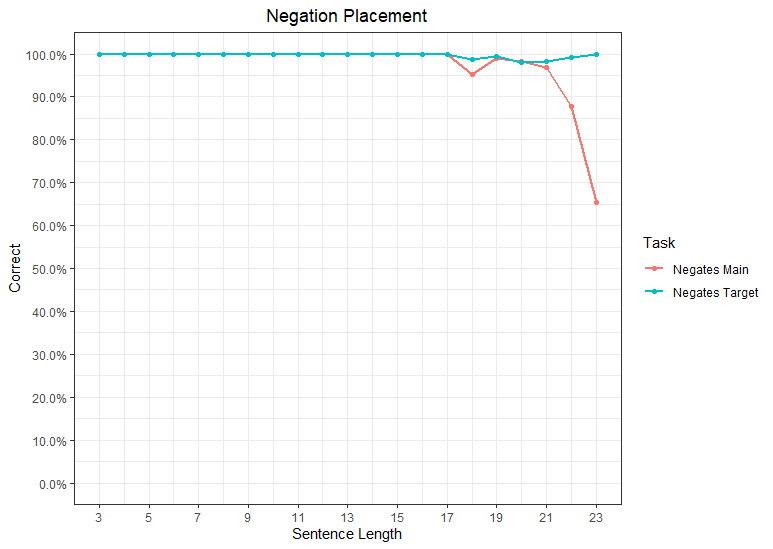 Negation Placement
100.0%
90.0%
80.0%
70.0%
60.0%
50.0%
40.0%
30.0%
20.0%
10.0%
0.0%
Correct
3 5 7 9 11 13 15 17 19 21 23
Sentence Length
Task
Negates Main
Negates Target